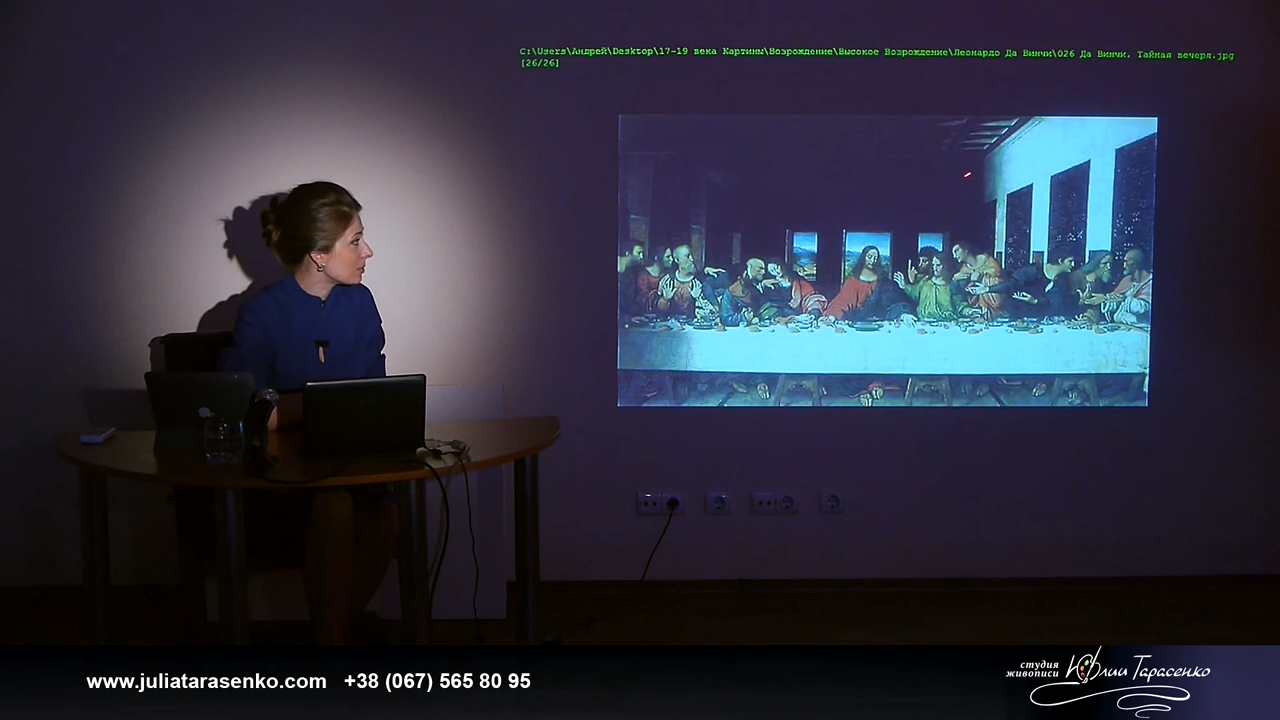 C:\Users\Андрей\Desktop\17-19 века Картины\Возрождение\Высокое Возрождение\Леонардо Да Винчи\026 Да Винчи. Тайная вечеря.jpg
[26/26]
www.juliatarasenko.com +38 (067) 565 80 95
студия
живописи
Юлии Тарасенко